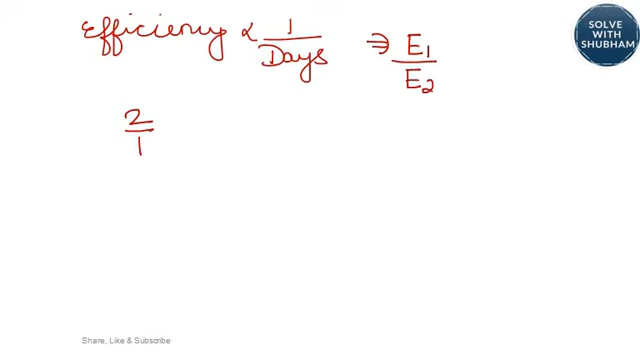 Efficiency ∝ 1/Days ⇒ E1/E2
2/1
SOLVE
WITH
SHUBHAM
Share, Like & Subscribe